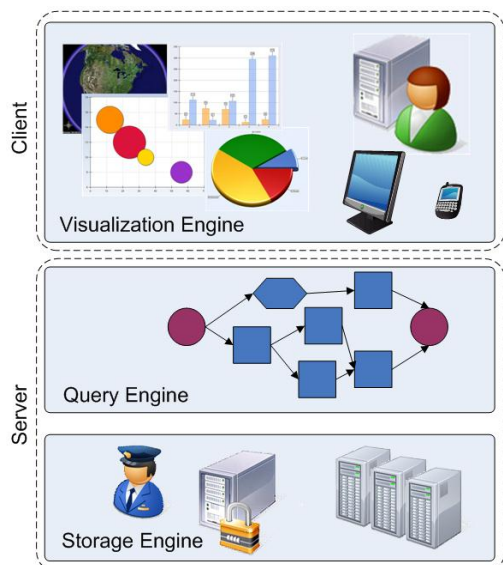 Client
Visualization Engine
Server
Query Engine
Storage Engine